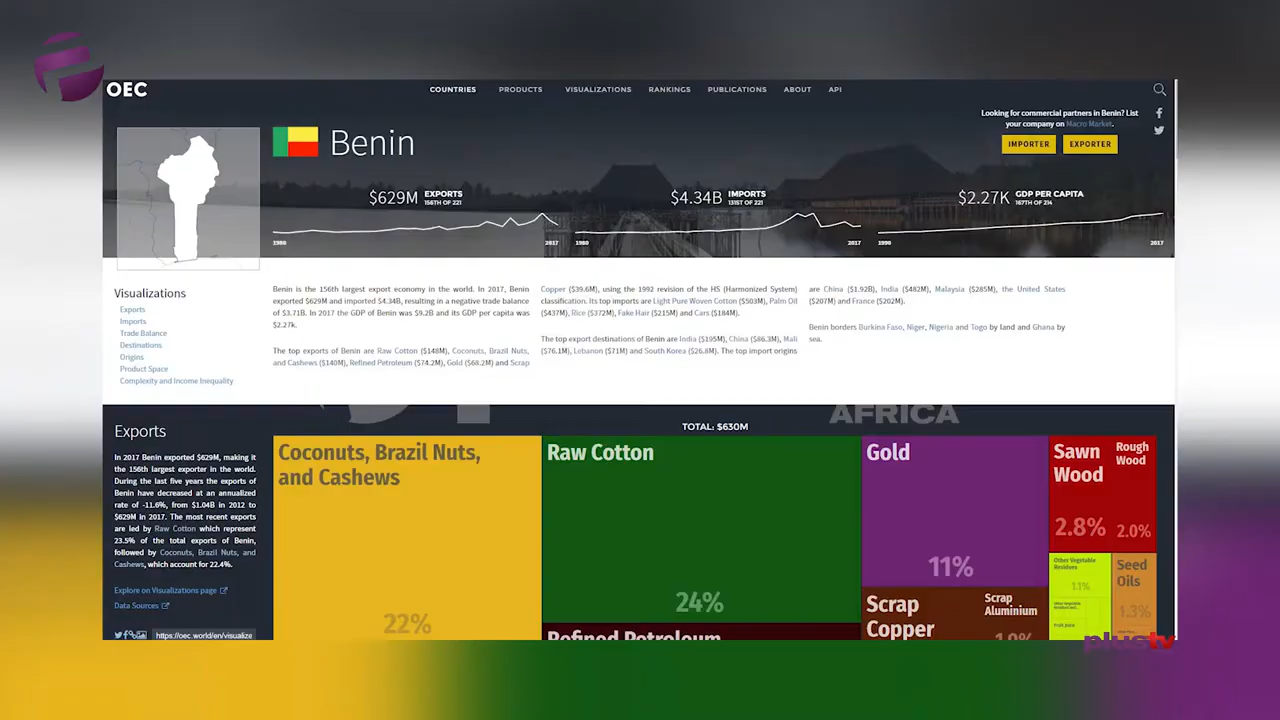 OEC
COUNTRIES
PRODUCTS
VISUALIZATIONS
RANKINGS
PUBLICATIONS
ABOUT
API
Looking for commercial partners in Benin? List
your company on Macro Market.
IMPORTER
EXPORTER
Benin
$629M EXPORTS
156TH OF 221
$4.34B IMPORTS
131ST OF 221
$2.27K GDP PER CAPITA
167TH OF 214
1980
2017
1980
2017
1990
2017
Visualizations
Exports
Imports
Trade Balance
Destinations
Origins
Product Space
Complexity and Income Inequality
Benin is the 156th largest export economy in the world. In 2017, Benin
exported $629M and imported $4.34B, resulting in a negative trade balance
of $3.71B. In 2017 the GDP of Benin was $9.2B and its GDP per capita was
$2.27k.
The top exports of Benin are Raw Cotton ($148M), Coconuts, Brazil Nuts,
and Cashews ($140M), Refined Petroleum ($74.2M), Gold ($68.2M) and Scrap
Copper ($39.6M), using the 1992 revision of the HS (Harmonized System)
classification. Its top imports are Light Pure Woven Cotton ($503M), Palm Oil
($437M), Rice ($372M), Fake Hair ($215M) and Cars ($184M).
The top export destinations of Benin are India ($195M), China ($86.3M), Mali
($76.1M), Lebanon ($71M) and South Korea ($26.8M). The top import origins
are China ($1.92B), India ($482M), Malaysia ($285M), the United States
($207M) and France ($202M).
Benin borders Burkina Faso, Niger, Nigeria and Togo by land and Ghana by
sea.
AFRICA
Exports
In 2017 Benin exported $629M, making it
the 156th largest exporter in the world.
During the last five years the exports of
Benin have decreased at an annualized
rate of -11.6%, from $1.04B in 2012 to
$629M in 2017. The most recent exports
are led by Raw Cotton which represent
23.5% of the total exports of Benin,
followed by Coconuts, Brazil Nuts, and
Cashews, which account for 22.4%.
Explore on Visualizations page
Data Sources
https://oec.world/en/visualize
TOTAL: $630M
Coconuts, Brazil Nuts,
and Cashews
22%
Raw Cotton
24%
Refined Petroleum
Gold
11%
Scrap
Copper
Scrap
Aluminium
1.9%
Sawn
Wood
2.8%
Rough
Wood
2.0%
Other Vegetable
Residues
1.1%
Fruit Juice
Seed
Oils
1.3%
plustv